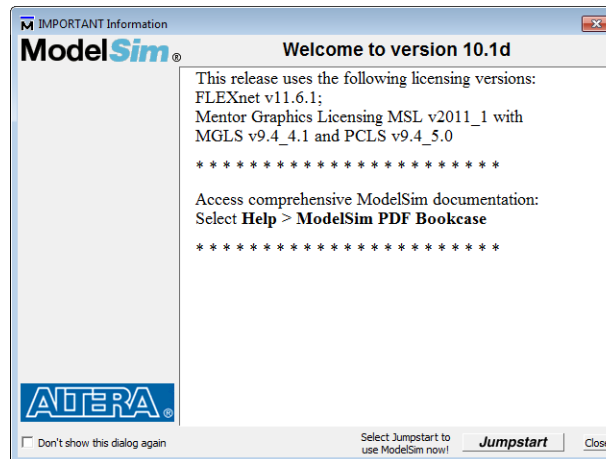 IMPORTANT Information
ModelSim ®
Welcome to version 10.1d
This release uses the following licensing versions:
FLEXnet v11.6.1;
Mentor Graphics Licensing MSL v2011_1 with
MGLS v9.4_4.1 and PCLS v9.4_5.0
* * * * * * * * * * * * * * * * * * * * * * *
Access comprehensive ModelSim documentation:
Select Help > ModelSim PDF Bookcase
* * * * * * * * * * * * * * * * * * * * * * *
ALTERA ®
Don't show this dialog again
Select Jumpstart to
use ModelSim now!
Jumpstart
Close